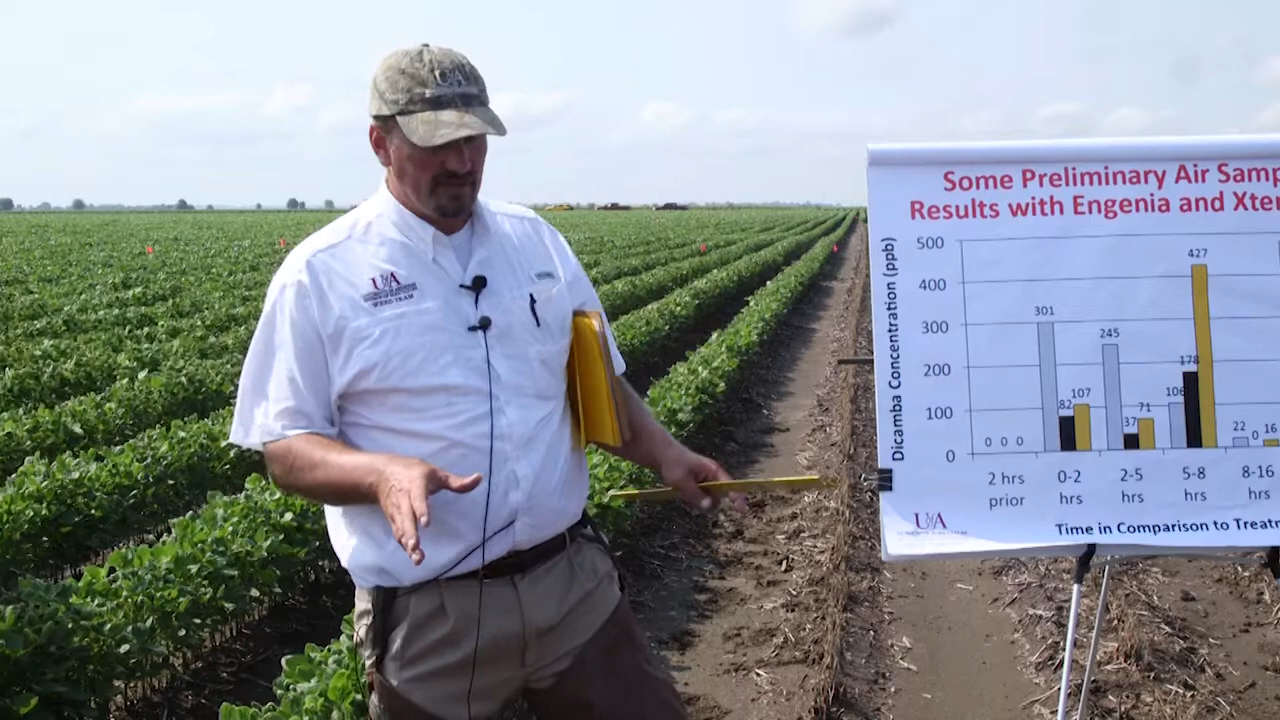 UA
UA
WEED TEAM
Some Preliminary Air Samp
Results with Engenia and Xten
Dicamba Concentration (ppb)
500
400
300
200
100
0
0 0 0
301
82
107
245
37
71
106
178
427
22
0
16
2 hrs prior
0-2 hrs
2-5 hrs
5-8 hrs
8-16 hrs
Time in Comparison to Treatm
UA